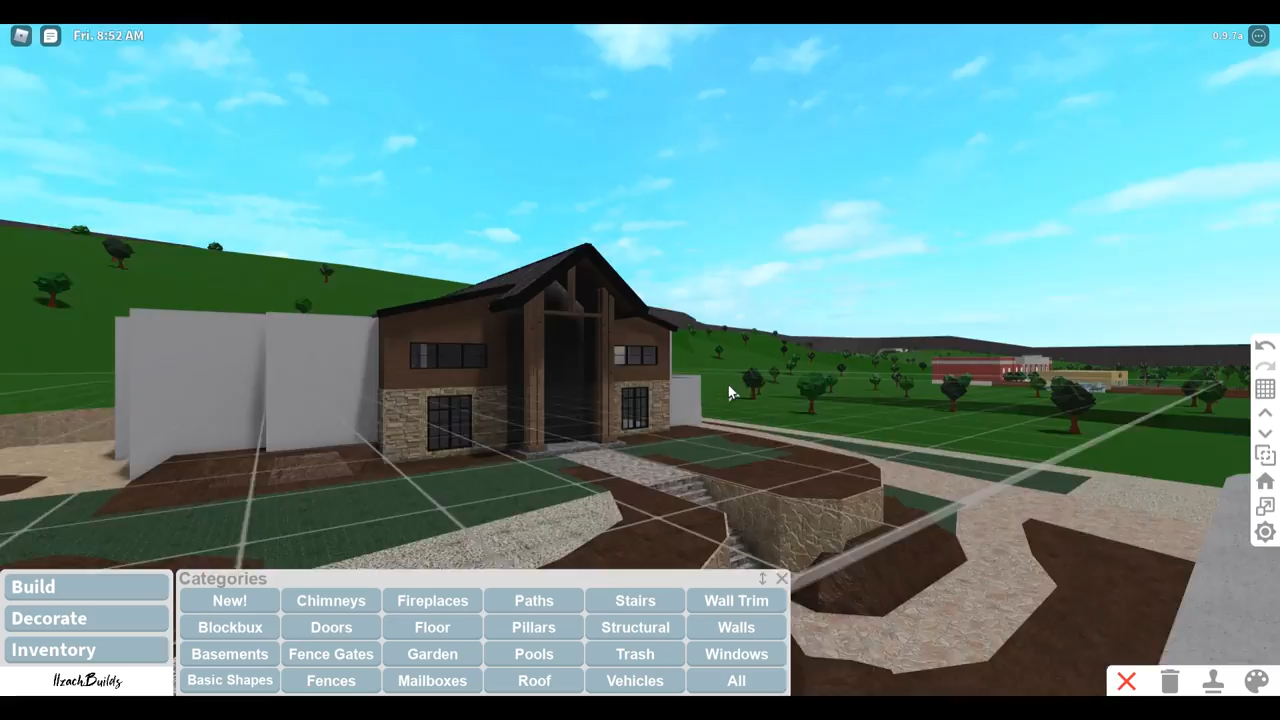 Fri. 8:52 AM
0.9.7a
Build
Decorate
Inventory
IIzachBuilds
Categories
New! Chimneys Fireplaces Paths Stairs Wall Trim
Blockbux Doors Floor Pillars Structural Walls
Basements Fence Gates Garden Pools Trash Windows
Basic Shapes Fences Mailboxes Roof Vehicles All